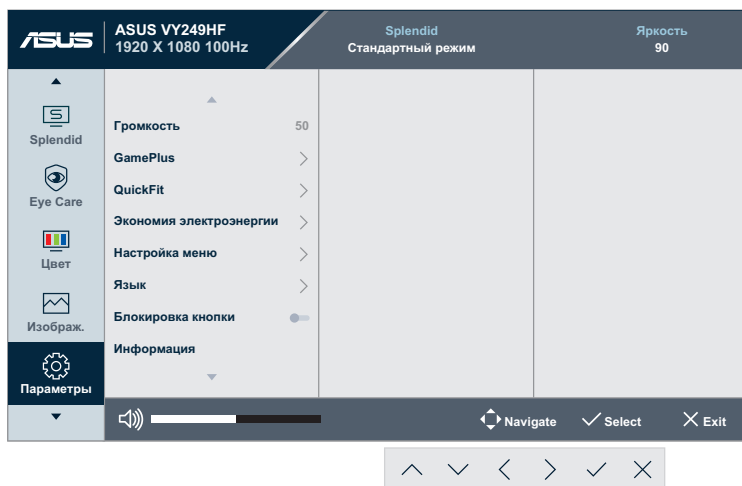 ASUS
ASUS VY249HF
1920 X 1080 100Hz
Splendid
Стандартный режим
Яркость
90
Splendid
Eye Care
Цвет
Изображ.
Параметры
Громкость 50
GamePlus
QuickFit
Экономия электроэнергии
Настройка меню
Язык
Блокировка кнопки
Информация
Navigate
Select
Exit